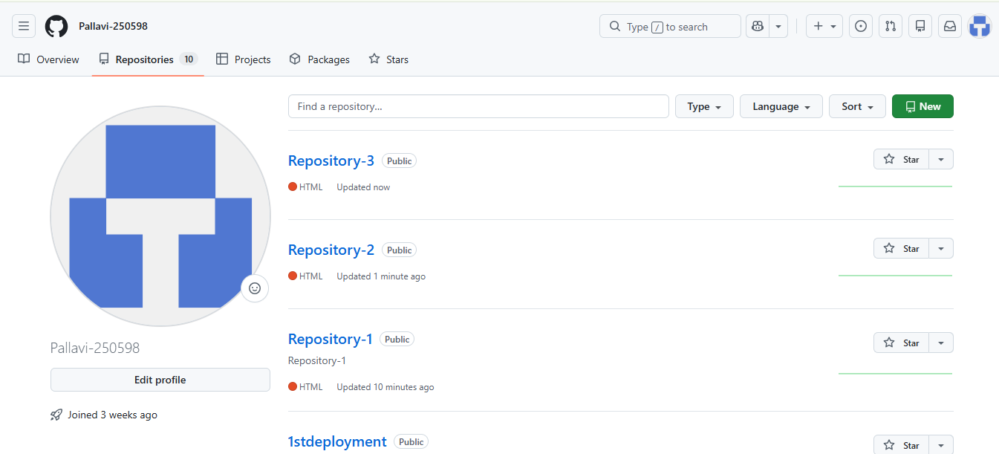 Pallavi-250598
Type / to search
Overview
Repositories 10
Projects
Packages
Stars
Find a repository...
Type
Language
Sort
New
Repository-3 Public
Star
HTML Updated now
Repository-2 Public
Star
HTML Updated 1 minute ago
Repository-1 Public
Star
Repository-1
HTML Updated 10 minutes ago
1stdeployment Public
Star
Pallavi-250598
Edit profile
Joined 3 weeks ago